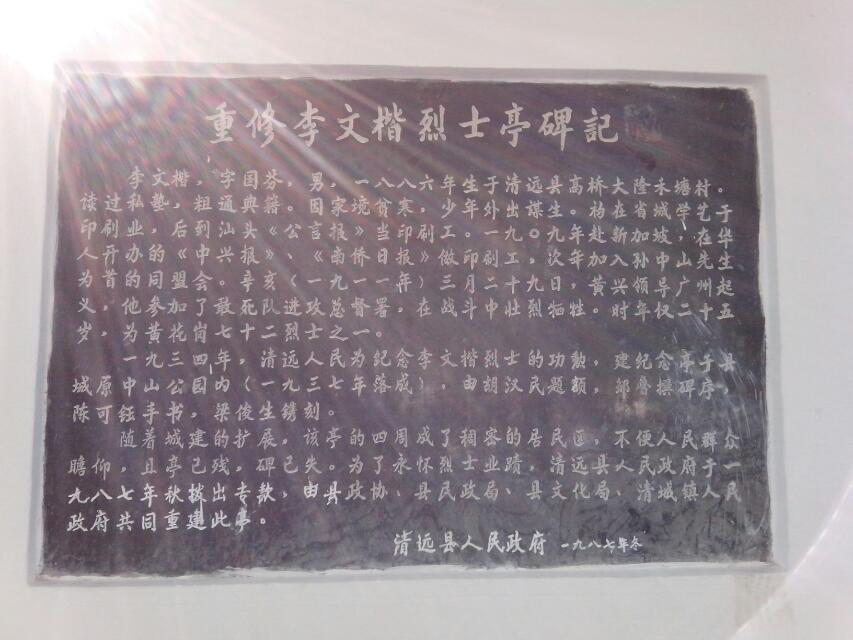 重修李文楷烈士亭碑記
李文楷，字国芬，男，一八八六年生于清远县高桥大隆禾塘村。
读过私塾，粗通典籍。因家境贫寒，少年外出谋生。初在省城学艺于
印刷业，后到汕《公言报》当印刷工。一九九年赴新加坡，在华
人开办的中兴报《南侨日报》做印刷工，次年加入孙中山先生
为首的同盟会。辛亥（一九一一年）三月二十九日黄兴导广州起
义，他参加了敢死队，进攻总督署，在战斗中壮烈牺牲。时年仅二十五
岁，为黄花岗七十二烈士之一。
一九三四年，清远人民为纪念李文楷烈士的功勳，建纪念亭于县
城原中山公园内（一九三七年落成），由胡汉民题额，邹鲁撰碑序，
陈可钰手书，梁俊生镌刻。
随着城建的扩展，该亭的四周成了稠密的居民区，不便人民群众
瞻仰，且亭已残，碑已失。为了永怀烈士业蹟，清远县人民政府于一
九八七年秋拨出专款，由县政协、县民政局、县文化局、清城镇人民
政府共同重建此亭。
清远县人民政府 一九八七年冬